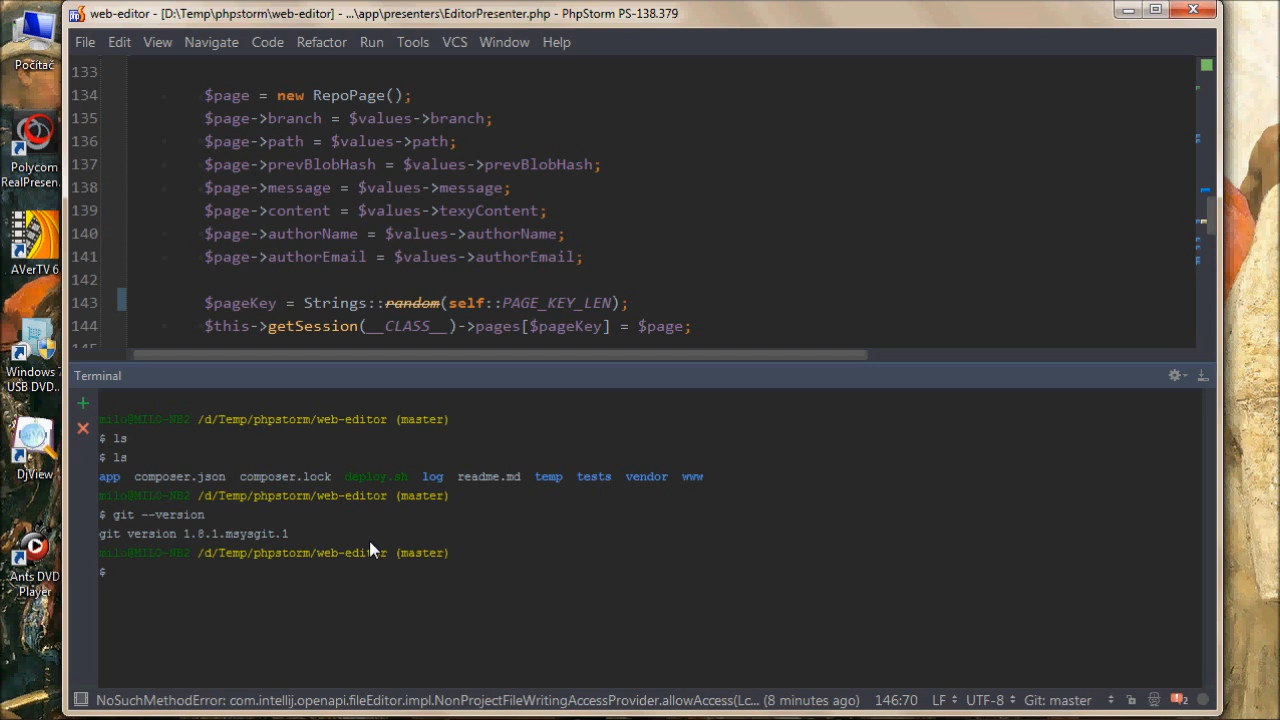 web-editor - [D:\Temp\phpstorm\web-editor] - ...\app\presenters\EditorPresenter.php - PhpStorm PS-138.379
File Edit View Navigate Code Refactor Run Tools VCS Window Help
133
134 $page = new RepoPage();
135 $page->branch = $values->branch;
136 $page->path = $values->path;
137 $page->prevBlobHash = $values->prevBlobHash;
138 $page->message = $values->message;
139 $page->content = $values->texyContent;
140 $page->authorName = $values->authorName;
141 $page->authorEmail = $values->authorEmail;
142
143 $pageKey = Strings::random(self::PAGE_KEY_LEN);
144 $this->getSession(__CLASS__)->pages[$pageKey] = $page;
Terminal
milo@MILO-NB2 /d/Temp/phpstorm/web-editor (master)
$ ls
$ ls
app composer.json composer.lock deploy.sh log readme.md temp tests vendor www
milo@MILO-NB2 /d/Temp/phpstorm/web-editor (master)
$ git --version
git version 1.8.1.msysgit.1
milo@MILO-NB2 /d/Temp/phpstorm/web-editor (master)
$
NoSuchMethodError: com.intellij.openapi.fileEditor.impl.NonProjectFileWritingAccessProvider.allowAccess(Lc... (8 minutes ago) 146:70 LF UTF-8 Git: master 2
Počítač
Polycom
RealPresen...
AVerTV 6
Windows 7
USB DVD...
DjView
Ants DVD
Player